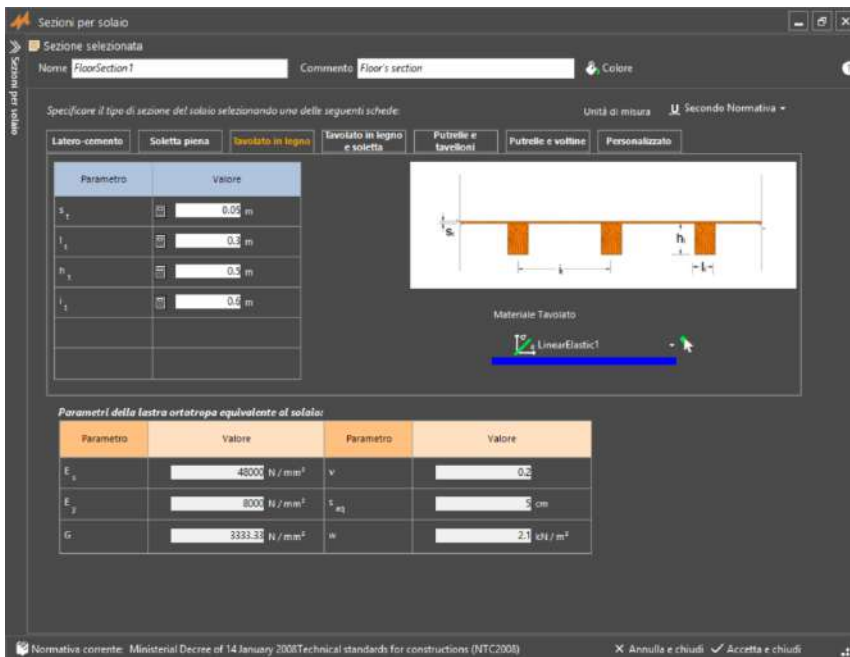 Sezioni per solaio
Sezioni per solaio
Sezione selezionata
Nome FloorSection1 Commento Floor's section Colore
Specificare il tipo di sezione del solaio selezionando una delle seguenti schede: Unità di misura U Secondo Normativa
Latero-cemento Soletta piena Tavolato in legno Tavolato in legno e soletta Putrelle e tavelloni Putrelle e voltine Personalizzato
Parametro Valore
s t 0.05 m
l t 0.3 m
h t 0.5 m
i t 0.6 m
Materiale Tavolato
LinearElastic1
Parametri della lastra ortotropa equivalente al solaio:
Parametro Valore Parametro Valore
E x 48000 N / mm² ν 0.2
E y 8000 N / mm² s eq 5 cm
G 3333.33 N / mm² w 2.1 kN / m²
Normativa corrente: Ministerial Decree of 14 January 2008Technical standards for constructions (NTC2008) Annulla e chiudi Accetta e chiudi